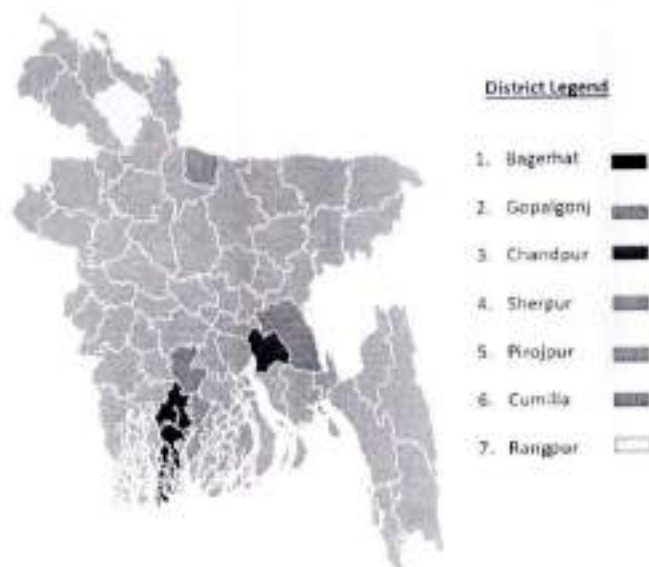 District Legend
1. Bagerhat
2. Gopalgonj
3. Chandpur
4. Sherpur
5. Pirojpur
6. Cumilla
7. Rangpur